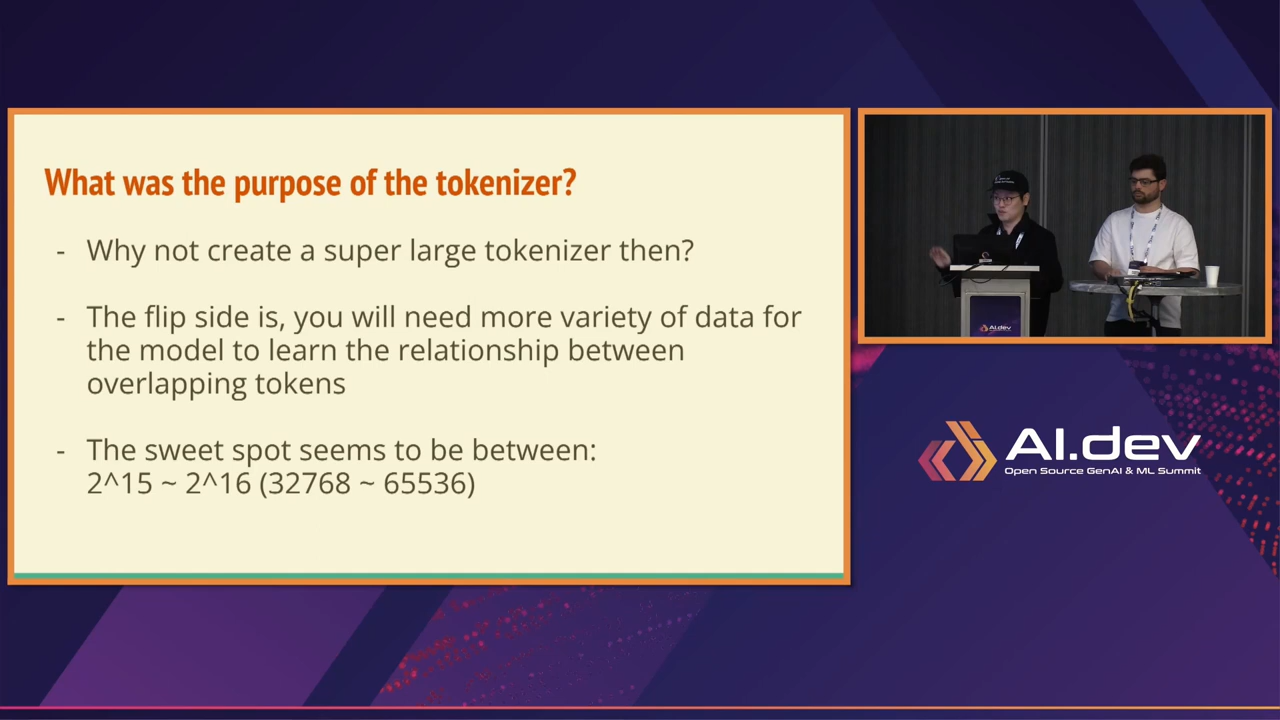 What was the purpose of the tokenizer?
- Why not create a super large tokenizer then?
- The flip side is, you will need more variety of data for
the model to learn the relationship between
overlapping tokens
- The sweet spot seems to be between:
2^15 ~ 2^16 (32768 ~ 65536)
AI.dev
AI.dev
Open Source GenAI & ML Summit